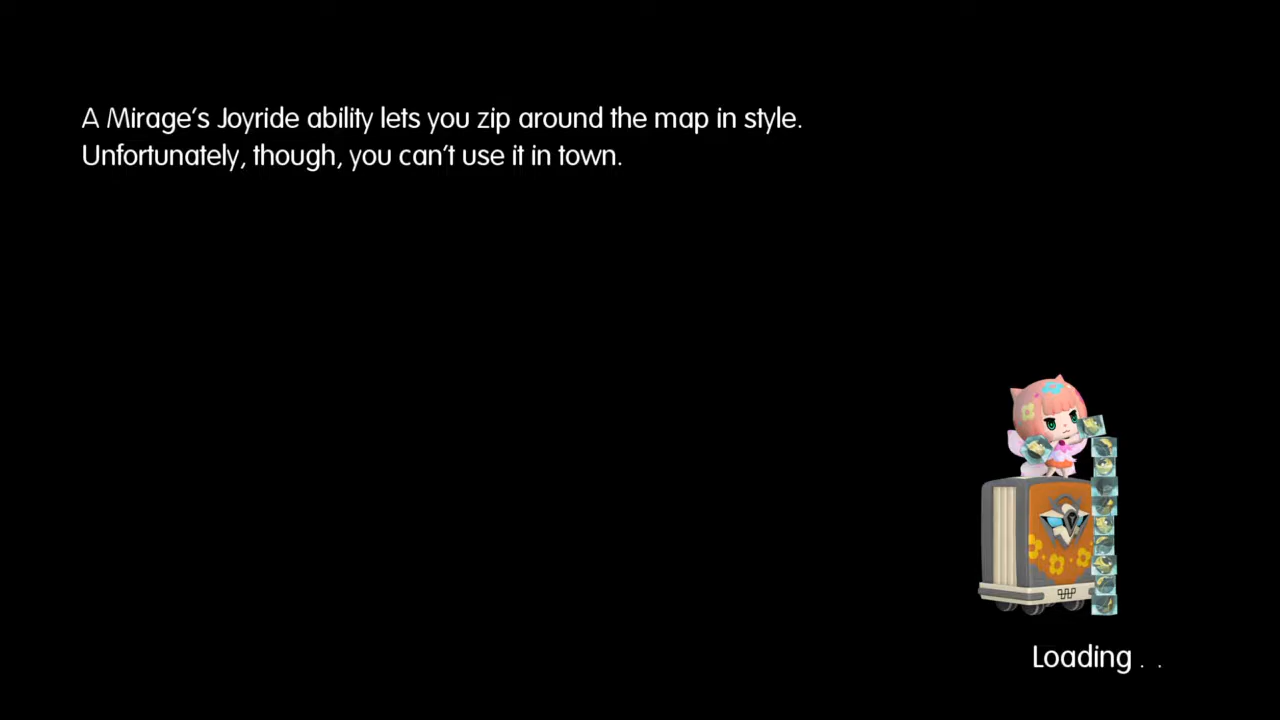 A Mirage's Joyride ability lets you zip around the map in style.
Unfortunately, though, you can't use it in town.
Loading . .